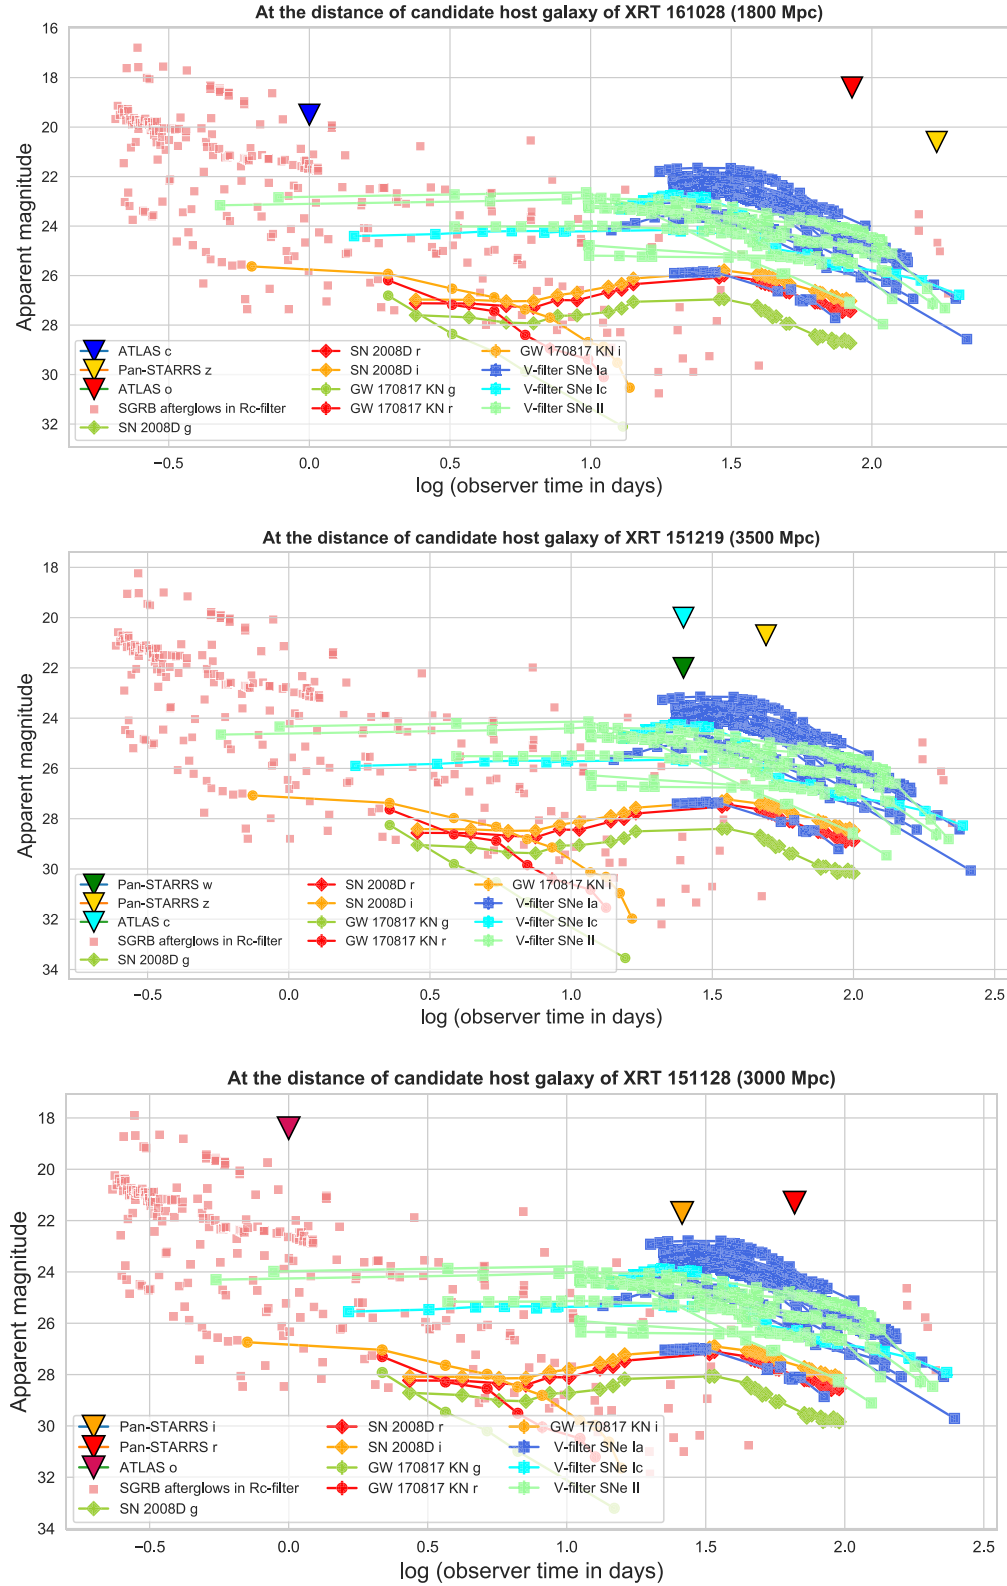 At the distance of candidate host galaxy of XRT 161028 (1800 Mpc)
16
18
20
22
24
26
28
30
32
Apparent magnitude
ATLAS c
Pan-STARRS z
ATLAS o
SGRB afterglows in Rc-filter
SN 2008D g
SN 2008D r
SN 2008D i
GW 170817 KN g
GW 170817 KN r
GW 170817 KN i
V-filter SNe Ia
V-filter SNe Ic
V-filter SNe II
−0.5 0.0 0.5 1.0 1.5 2.0
log (observer time in days)
At the distance of candidate host galaxy of XRT 151219 (3500 Mpc)
18
20
22
24
26
28
30
32
34
Apparent magnitude
Pan-STARRS w
Pan-STARRS z
ATLAS c
SGRB afterglows in Rc-filter
SN 2008D g
SN 2008D r
SN 2008D i
GW 170817 KN g
GW 170817 KN r
GW 170817 KN i
V-filter SNe Ia
V-filter SNe Ic
V-filter SNe II
−0.5 0.0 0.5 1.0 1.5 2.0 2.5
log (observer time in days)
At the distance of candidate host galaxy of XRT 151128 (3000 Mpc)
18
20
22
24
26
28
30
32
34
Apparent magnitude
Pan-STARRS i
Pan-STARRS r
ATLAS o
SGRB afterglows in Rc-filter
SN 2008D g
SN 2008D r
SN 2008D i
GW 170817 KN g
GW 170817 KN r
GW 170817 KN i
V-filter SNe Ia
V-filter SNe Ic
V-filter SNe II
−0.5 0.0 0.5 1.0 1.5 2.0 2.5
log (observer time in days)